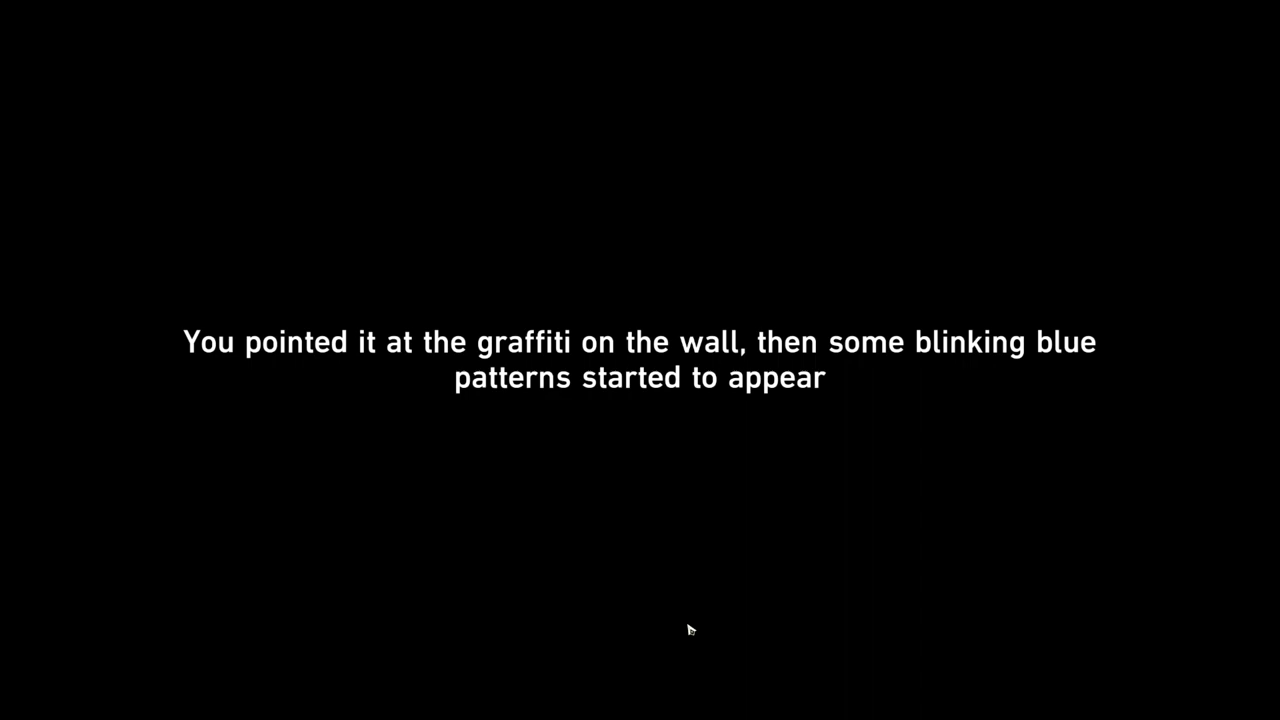 You pointed it at the graffiti on the wall, then some blinking blue
patterns started to appear